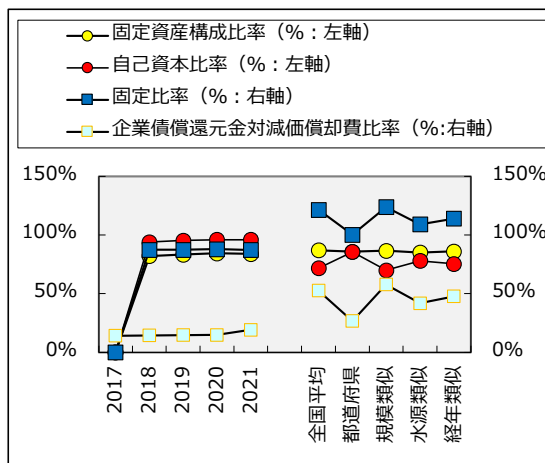 固定資産構成比率（%：左軸）
自己資本比率（%：左軸）
固定比率（%：右軸）
企業債償還元金対減価償却費比率（%:右軸）
150%
100%
50%
0%
150%
100%
50%
0%
2017
2018
2019
2020
2021
全国平均
都道府県
規模類似
水源類似
経年類似